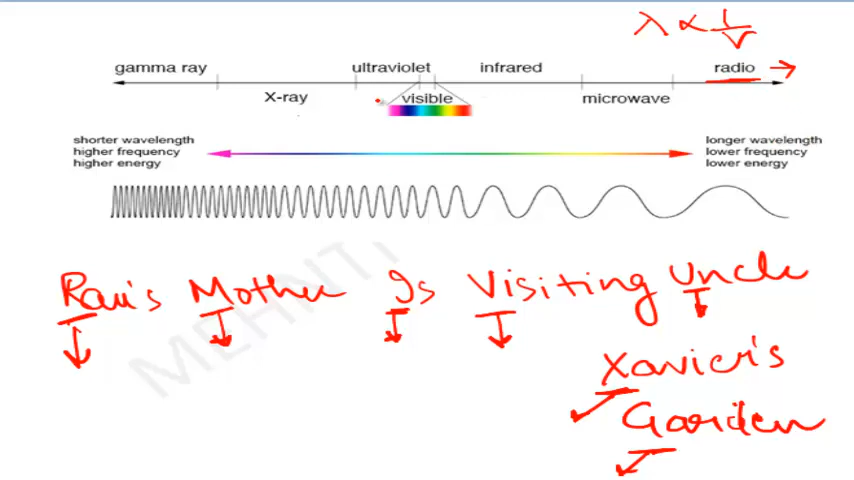 λ ∝ 1/ν
gamma ray ultraviolet infrared radio →
X-ray visible microwave
shorter wavelength longer wavelength
higher frequency lower frequency
higher energy lower energy
Ravi's Mother Is Visiting Uncle
Xavier's
Garden
MEHNTI